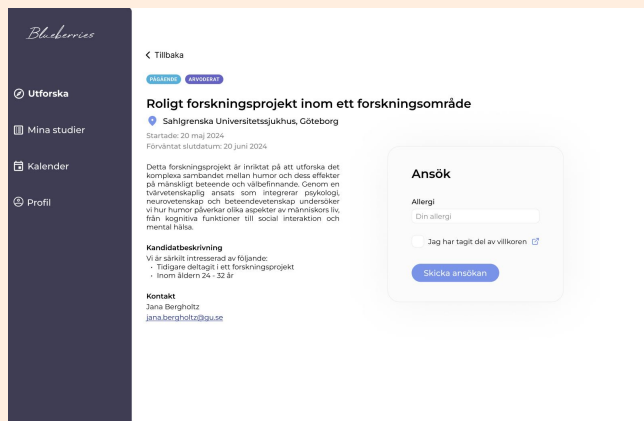 Blueberries
Utforska
Mina studier
Kalender
Profil
Tillbaka
PÅGÅENDE ARVODERAT
Roligt forskningsprojekt inom ett forskningsområde
Sahlgrenska Universitetssjukhus, Göteborg
Startade: 20 maj 2024
Förväntat slutdatum: 20 juni 2024
Detta forskningsprojekt är inriktat på att utforska det
komplexa sambandet mellan humor och dess effekter
på mänskligt beteende och välbefinnande. Genom en
tvärvetenskaplig ansats som integrerar psykologi,
neurovetenskap och beteendevetenskap undersöker
vi hur humor påverkar olika aspekter av människors liv,
från kognitiva funktioner till social interaktion och
mental hälsa.
Kandidatbeskrivning
Vi är särkilt intresserad av följande:
• Tidigare deltagit i ett forskningsprojekt
• Inom åldern 24 - 32 år
Kontakt
Jana Bergholtz
jana.bergholtz@gu.se
Ansök
Allergi
Din allergi
Jag har tagit del av villkoren
Skicka ansökan